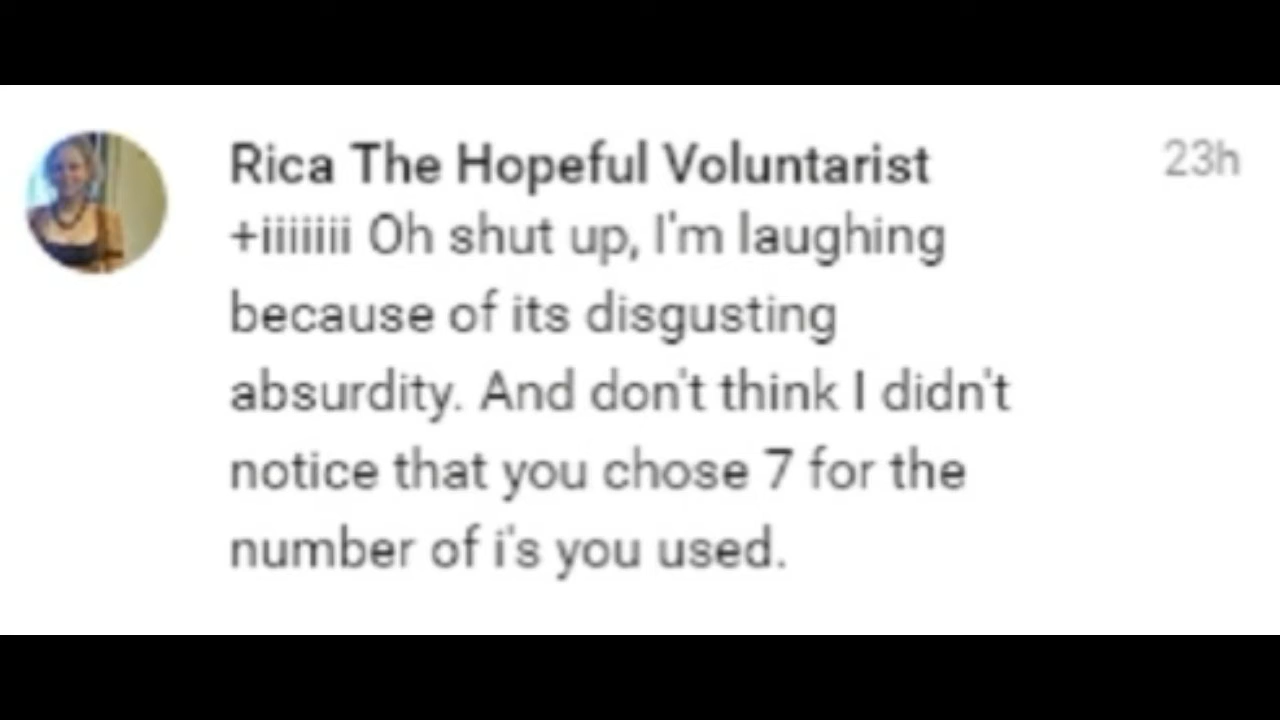 Rica The Hopeful Voluntarist 23h
+iiiiiii Oh shut up, I'm laughing
because of its disgusting
absurdity. And don't think I didn't
notice that you chose 7 for the
number of i's you used.